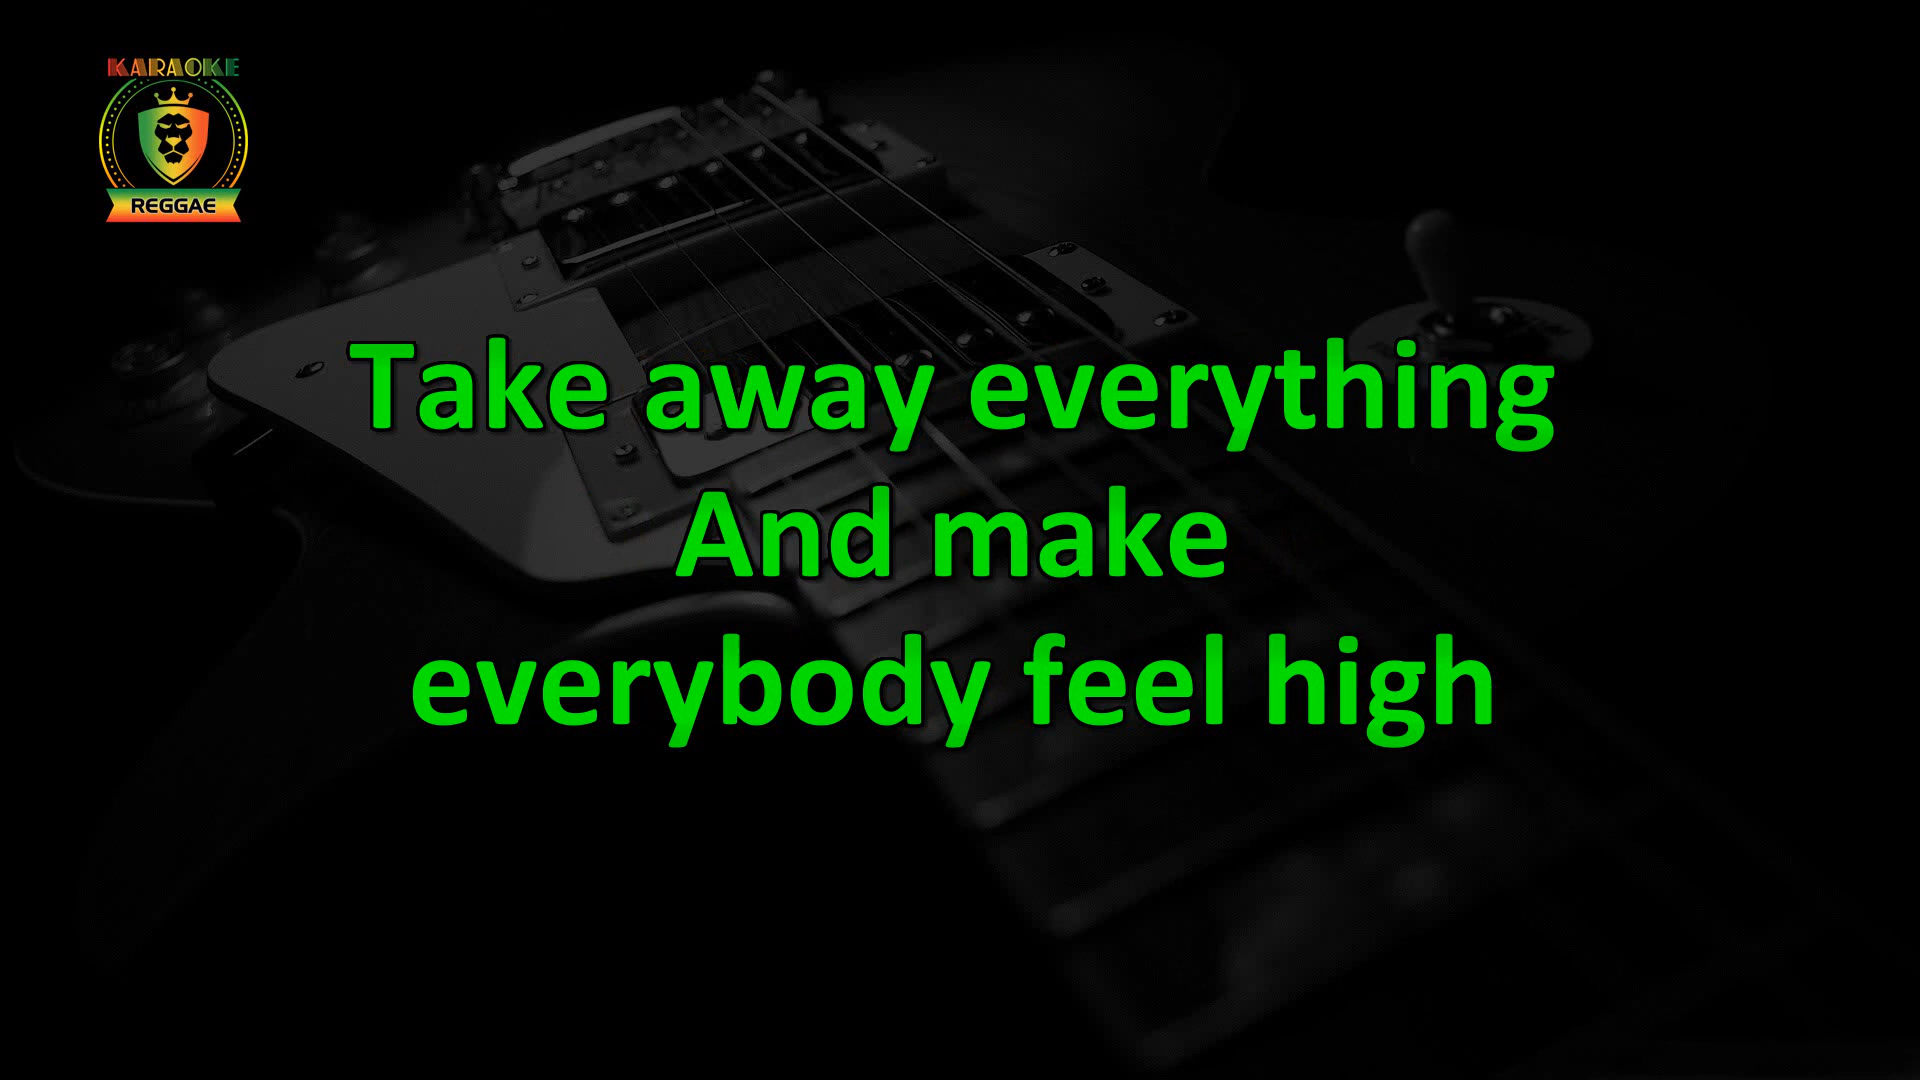 KARAOKE
REGGAE
Take away everything
And make
everybody feel high